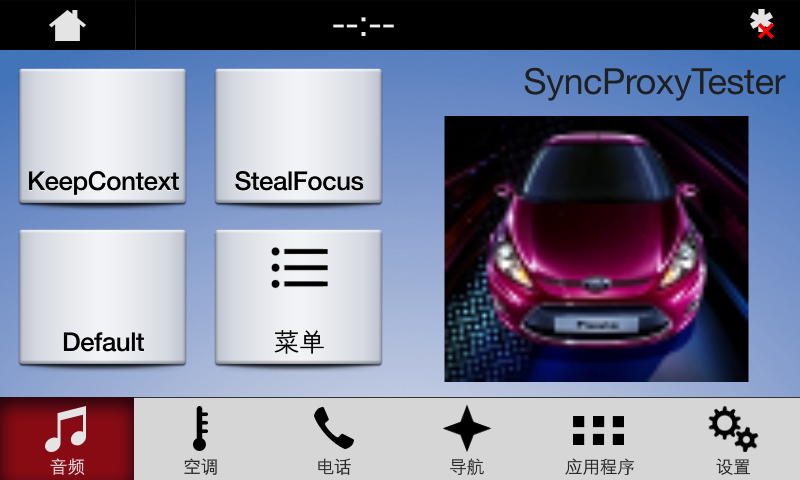 --:--
SyncProxyTester
KeepContext
StealFocus
Default
菜单
音频
空调
电话
导航
应用程序
设置